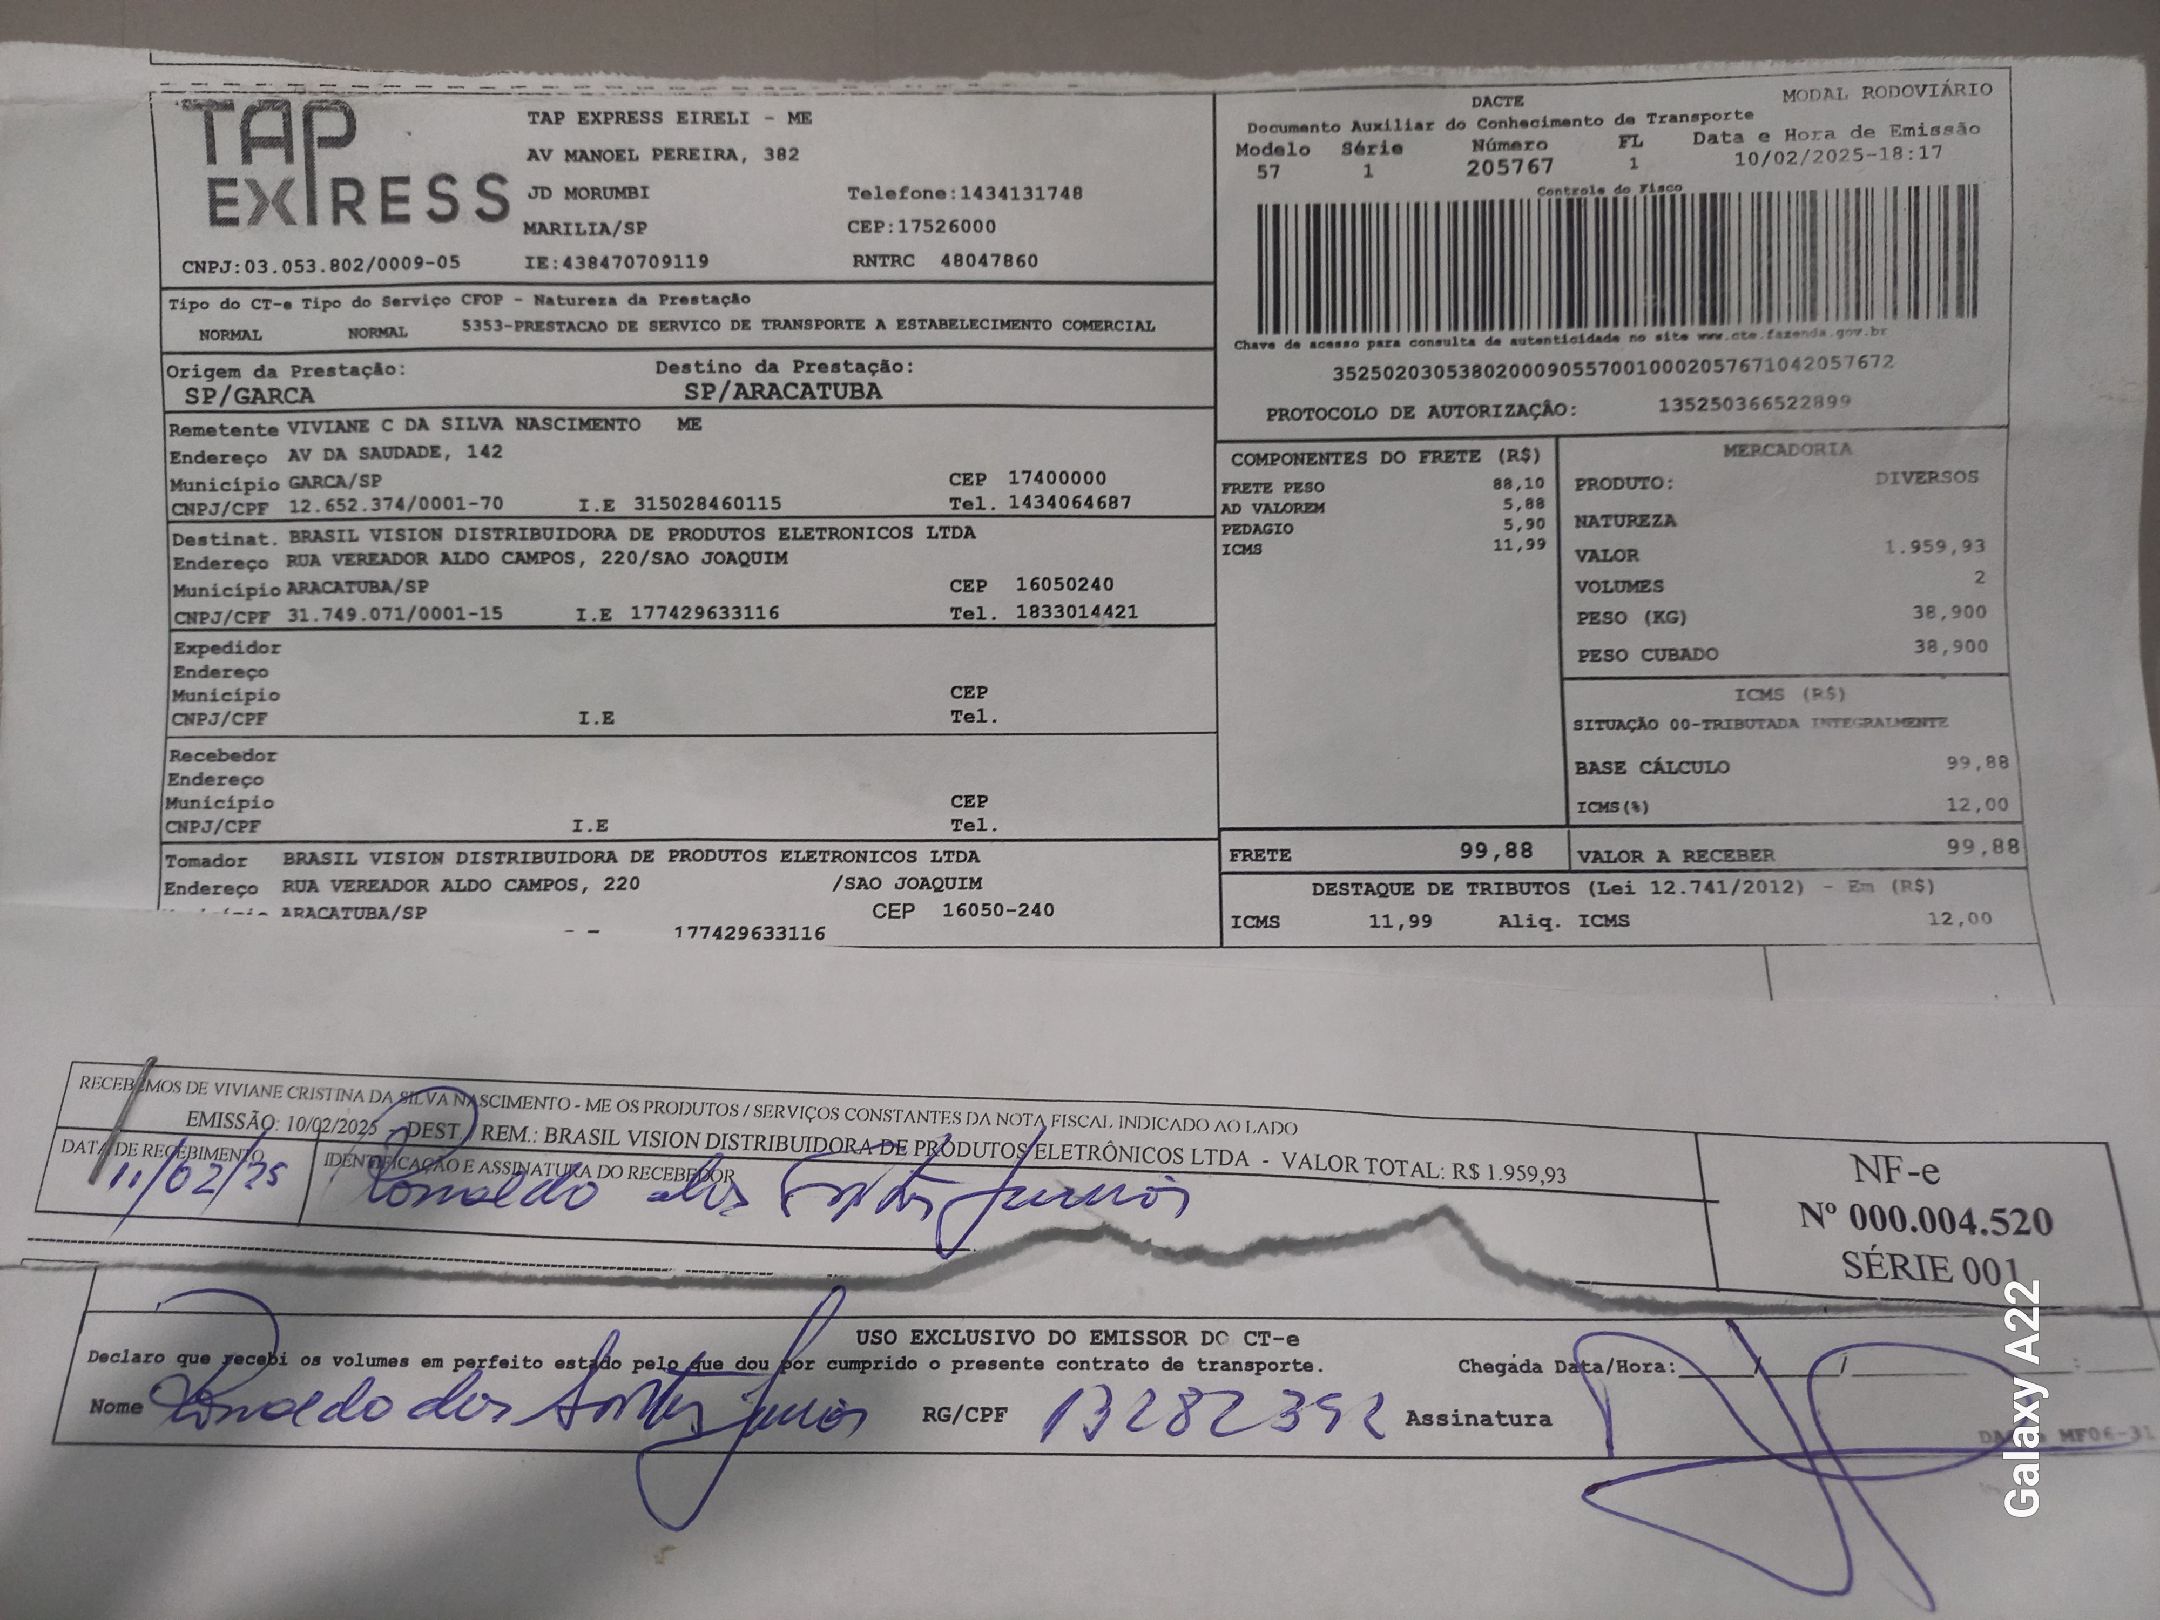 TAP EXPRESS
TAP EXPRESS EIRELI - ME
AV MANOEL PEREIRA, 382
JD MORUMBI Telefone:1434131748
MARILIA/SP CEP:17526000
CNPJ:03.053.802/0009-05 IE:438470709119 RNTRC 48047860
Tipo do CT-e Tipo do Serviço CFOP - Natureza da Prestação
NORMAL NORMAL 5353-PRESTACAO DE SERVICO DE TRANSPORTE A ESTABELECIMENTO COMERCIAL
Origem da Prestação: Destino da Prestação:
SP/GARCA SP/ARACATUBA
Remetente VIVIANE C DA SILVA NASCIMENTO ME
Endereço AV DA SAUDADE, 142
Município GARCA/SP CEP 17400000
CNPJ/CPF 12.652.374/0001-70 I.E 315028460115 Tel. 1434064687
Destinat. BRASIL VISION DISTRIBUIDORA DE PRODUTOS ELETRONICOS LTDA
Endereço RUA VEREADOR ALDO CAMPOS, 220/SAO JOAQUIM
Município ARACATUBA/SP CEP 16050240
CNPJ/CPF 31.749.071/0001-15 I.E 177429633116 Tel. 1833014421
Expedidor
Endereço
Município CEP
CNPJ/CPF I.E Tel.
Recebedor
Endereço
Município CEP
CNPJ/CPF I.E Tel.
Tomador BRASIL VISION DISTRIBUIDORA DE PRODUTOS ELETRONICOS LTDA
Endereço RUA VEREADOR ALDO CAMPOS, 220 /SAO JOAQUIM
ARACATUBA/SP CEP 16050-240
177429633116
DACTE MODAL RODOVIÁRIO
Documento Auxiliar do Conhecimento de Transporte
Modelo Série Número FL Data e Hora de Emissão
57 1 205767 1 10/02/2025-18:17
Controle do Fisco
Chave de acesso para consulta de autenticidade no site www.cte.fazenda.gov.br
35250203053802000905570010002057671042057672
PROTOCOLO DE AUTORIZAÇÂO: 135250366522899
COMPONENTES DO FRETE (R$)
FRETE PESO 88,10
AD VALOREM 5,88
PEDAGIO 5,90
ICMS 11,99
MERCADORIA
PRODUTO: DIVERSOS
NATUREZA
VALOR 1.959,93
VOLUMES 2
PESO (KG) 38,900
PESO CUBADO 38,900
ICMS (R$)
SITUAÇÃO 00-TRIBUTADA INTEGRALMENTE
BASE CÁLCULO 99,88
ICMS(%) 12,00
FRETE 99,88 VALOR A RECEBER 99,88
DESTAQUE DE TRIBUTOS (Lei 12.741/2012) - Em (R$)
ICMS 11,99 Aliq. ICMS 12,00
RECEBEMOS DE VIVIANE CRISTINA DA SILVA NASCIMENTO - ME OS PRODUTOS / SERVIÇOS CONSTANTES DA NOTA FISCAL INDICADO AO LADO
EMISSÃO: 10/02/2025 - DEST. / REM.: BRASIL VISION DISTRIBUIDORA DE PRODUTOS ELETRÔNICOS LTDA - VALOR TOTAL: R$ 1.959,93
DATA DE RECEBIMENTO IDENTIFICAÇÃO E ASSINATURA DO RECEBEDOR
11/02/25 Ronaldo dos Santos Junior
NF-e
Nº 000.004.520
SÉRIE 001
USO EXCLUSIVO DO EMISSOR DO CT-e
Declaro que recebi os volumes em perfeito estado pelo que dou por cumprido o presente contrato de transporte. Chegada Data/Hora: / / :
Nome Ronaldo dos Santos Junior RG/CPF 13282392 Assinatura
MF06-31
Galaxy A22